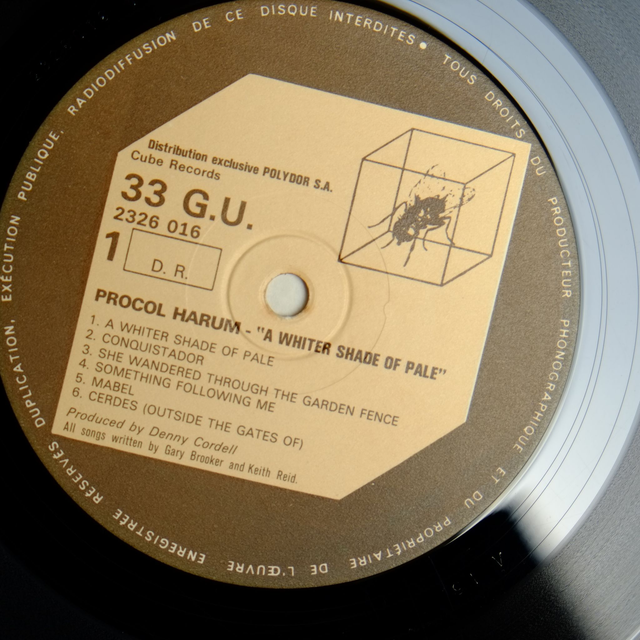 TOUS DROITS DU PRODUCTEUR PHONOGRAPHIQUE ET DU PROPRIÉTAIRE DE L'ŒUVRE ENREGISTRÉE RÉSERVÉS DUPLICATION, EXÉCUTION PUBLIQUE, RADIODIFFUSION DE CE DISQUE INTERDITES •
Distribution exclusive POLYDOR S.A.
Cube Records
33 G.U.
2326 016
1
D. R.
PROCOL HARUM - "A WHITER SHADE OF PALE"
1. A WHITER SHADE OF PALE
2. CONQUISTADOR
3. SHE WANDERED THROUGH THE GARDEN FENCE
4. SOMETHING FOLLOWING ME
5. MABEL
6. CERDES (OUTSIDE THE GATES OF)
Produced by Denny Cordell
All songs written by Gary Brooker and Keith Reid.